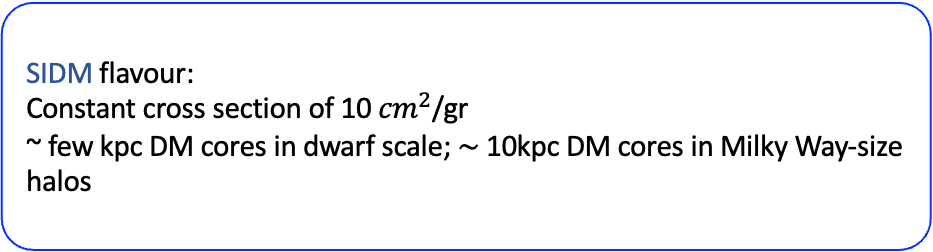 SIDM flavour:
Constant cross section of 10 cm²/gr
~ few kpc DM cores in dwarf scale; ~ 10kpc DM cores in Milky Way-size
halos